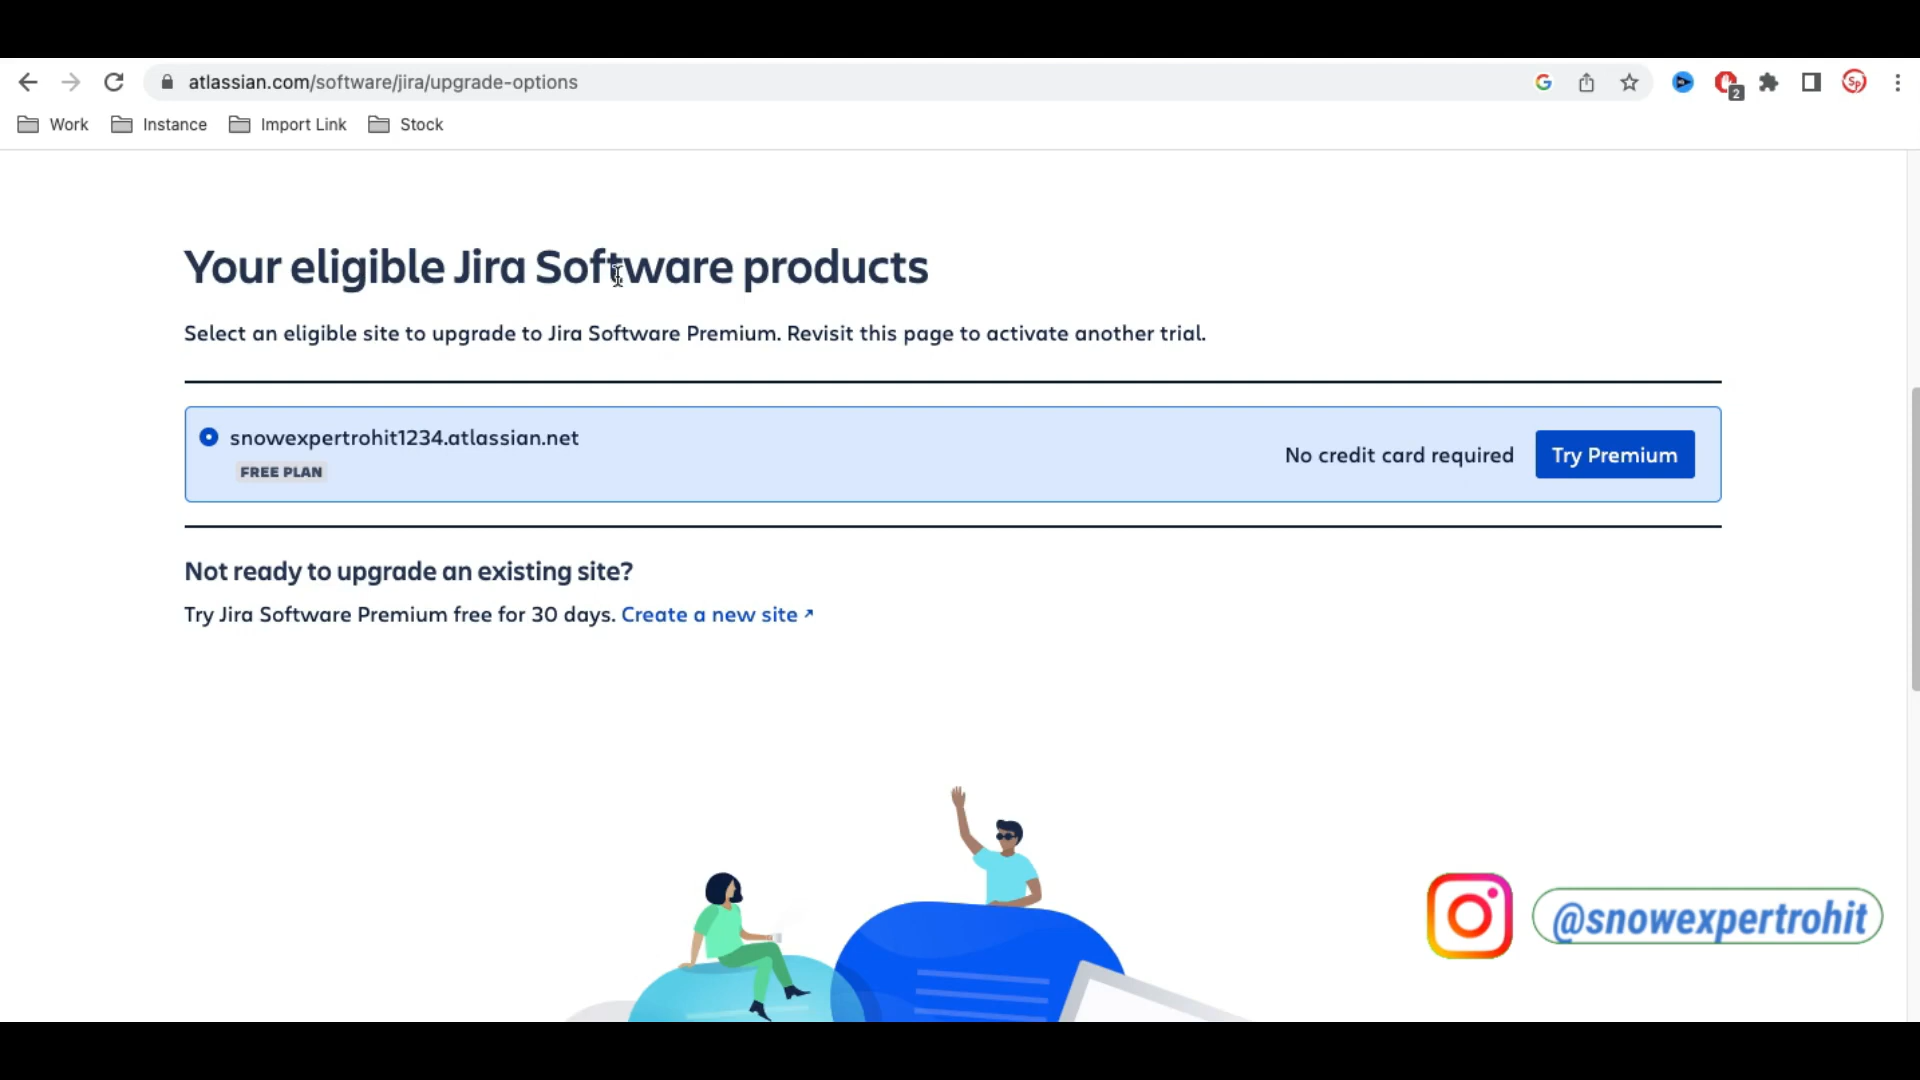 atlassian.com/software/jira/upgrade-options
2
Sp
Work Instance Import Link Stock
Your eligible Jira Software products
Select an eligible site to upgrade to Jira Software Premium. Revisit this page to activate another trial.
snowexpertrohit1234.atlassian.net
FREE PLAN
No credit card required
Try Premium
Not ready to upgrade an existing site?
Try Jira Software Premium free for 30 days. Create a new site ↗
@snowexpertrohit